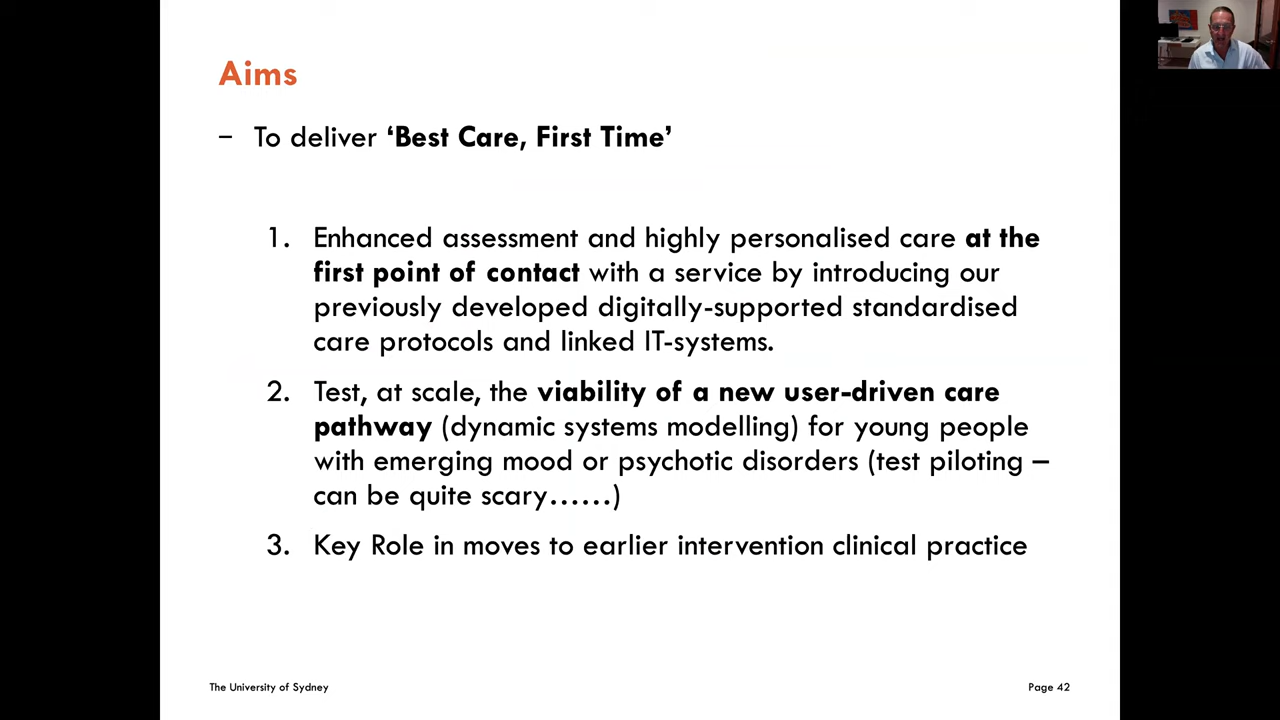 Aims
– To deliver ‘Best Care, First Time’
1. Enhanced assessment and highly personalised care at the
first point of contact with a service by introducing our
previously developed digitally-supported standardised
care protocols and linked IT-systems.
2. Test, at scale, the viability of a new user-driven care
pathway (dynamic systems modelling) for young people
with emerging mood or psychotic disorders (test piloting –
can be quite scary……)
3. Key Role in moves to earlier intervention clinical practice
The University of Sydney
Page 42